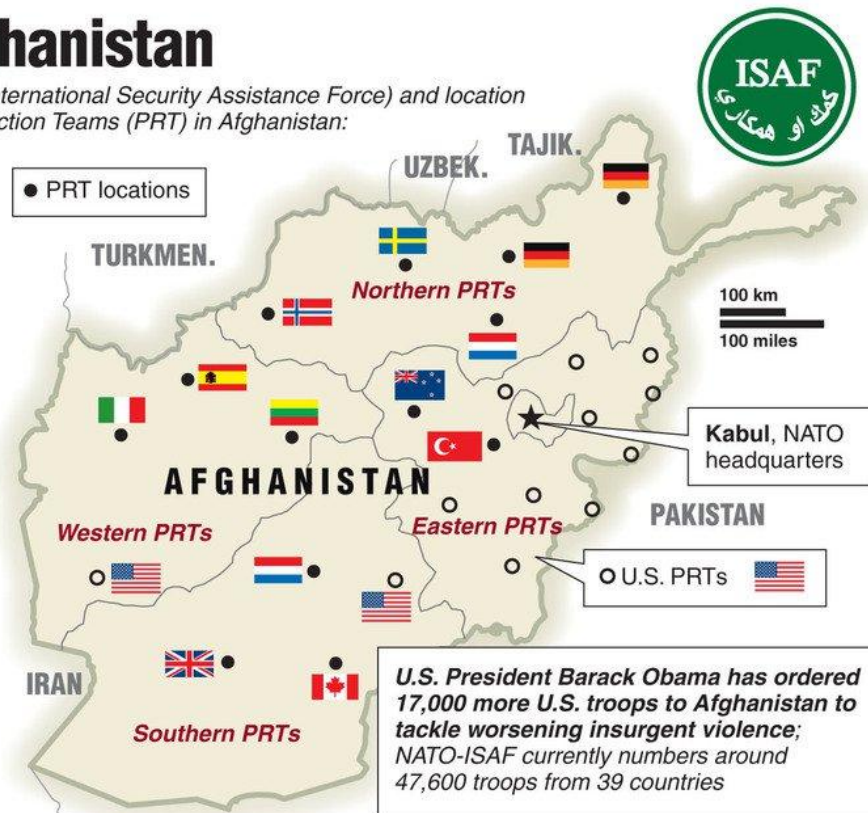 hanistan
nternational Security Assistance Force) and location
ction Teams (PRT) in Afghanistan:
ISAF
کمک او همکاري
● PRT locations
UZBEK.
TAJIK.
TURKMEN.
Northern PRTs
100 km
100 miles
Kabul, NATO
headquarters
AFGHANISTAN
Western PRTs
Eastern PRTs
PAKISTAN
U.S. PRTs
IRAN
Southern PRTs
U.S. President Barack Obama has ordered
17,000 more U.S. troops to Afghanistan to
tackle worsening insurgent violence;
NATO-ISAF currently numbers around
47,600 troops from 39 countries